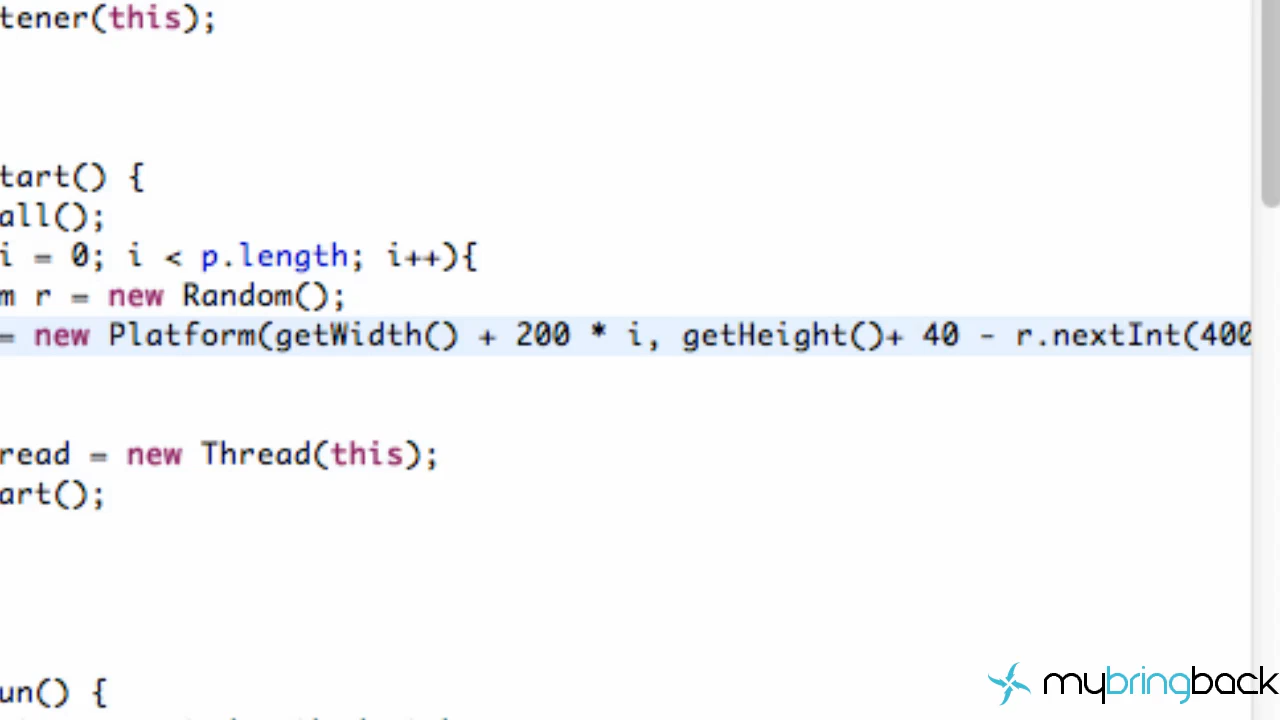 tener(this);
tart() {
all();
i = 0; i < p.length; i++){
m r = new Random();
= new Platform(getWidth() + 200 * i, getHeight()+ 40 - r.nextInt(400
read = new Thread(this);
art();
un() {
mybringback